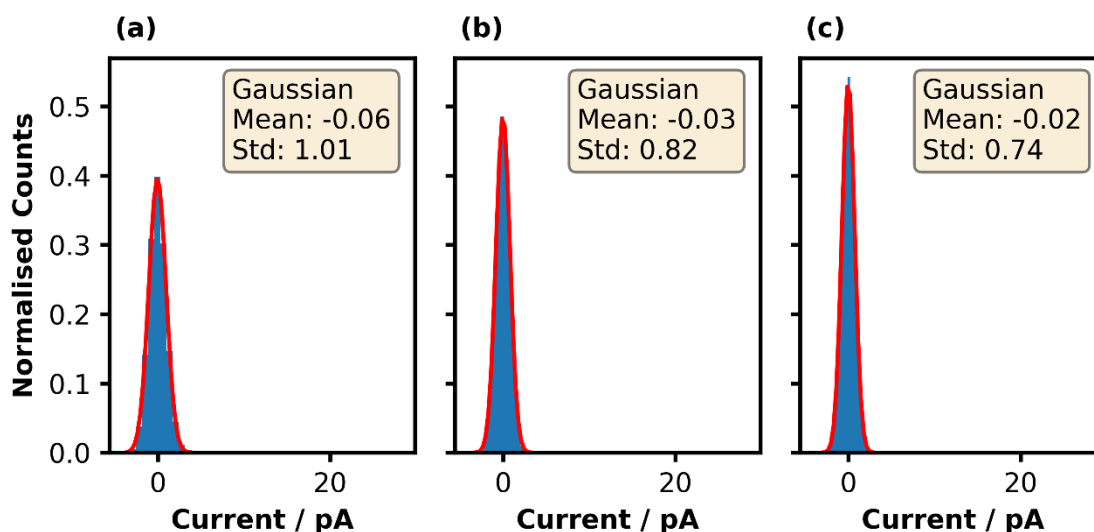 (a)
(b)
(c)
Gaussian
Mean: -0.06
Std: 1.01
Gaussian
Mean: -0.03
Std: 0.82
Gaussian
Mean: -0.02
Std: 0.74
Normalised Counts
0.5
0.4
0.3
0.2
0.1
0.0
0 20
0 20
0 20
Current / pA
Current / pA
Current / pA